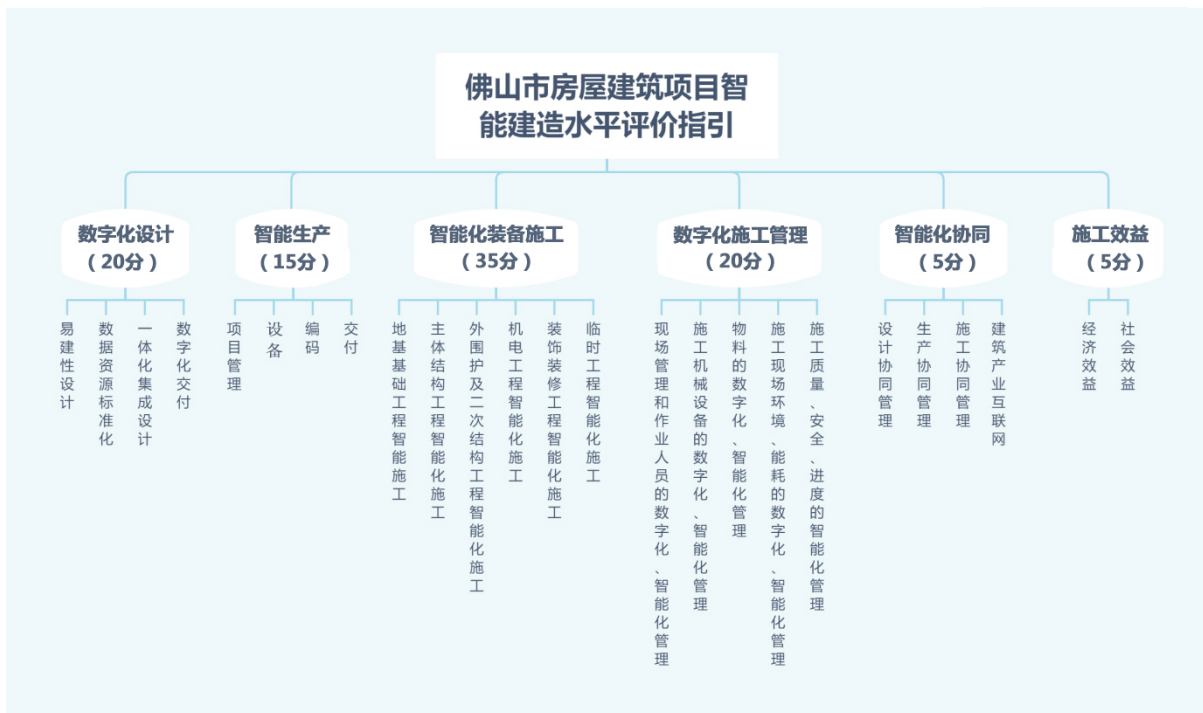 佛山市房屋建筑项目智
能建造水平评价指引
数字化设计
（20分）
智能生产
（15分）
智能化装备施工
（35分）
数字化施工管理
（20分）
智能化协同
（5分）
施工效益
（5分）
易建性设计
数据资源标准化
一体化集成设计
数字化交付
项目管理
设备
编码
交付
地基基础工程智能施工
主体结构工程智能化施工
外围护及二次结构工程智能化施工
机电工程智能化施工
装饰装修工程智能化施工
临时工程智能化施工
现场管理和作业人员的数字化、智能化管理
施工机械设备的数字化、智能化管理
物料的数字化、智能化管理
施工现场环境、能耗的数字化、智能化管理
施工质量、安全、进度的智能化管理
设计协同管理
生产协同管理
施工协同管理
建筑产业互联网
经济效益
社会效益